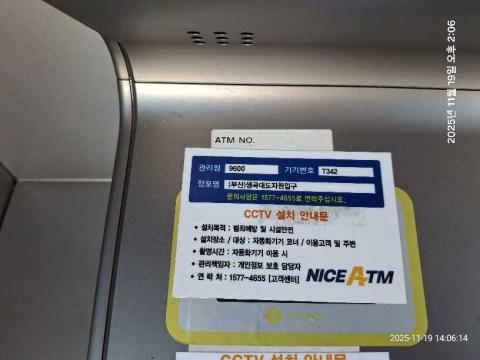 2025년 11월 19일 오후 2:06
ATM NO.
관리점 9600 기기번호 T342
점포명 (부산)생곡대도자원입구
문의사항은 1577-4655로 연락주십시오.
CCTV 설치 안내문
• 설치목적 : 범죄예방 및 시설안전
• 설치장소 / 대상 : 자동화기기 코너 / 이용고객 및 주변
• 촬영시간 : 자동화기기 이용 시
• 관리책임자 : 개인정보 보호 담당자
• 연 락 처 : 1577-4655 [고객센터]
NICE ATM
2025-11-19 14:06:14
CCTV 설치 안내문